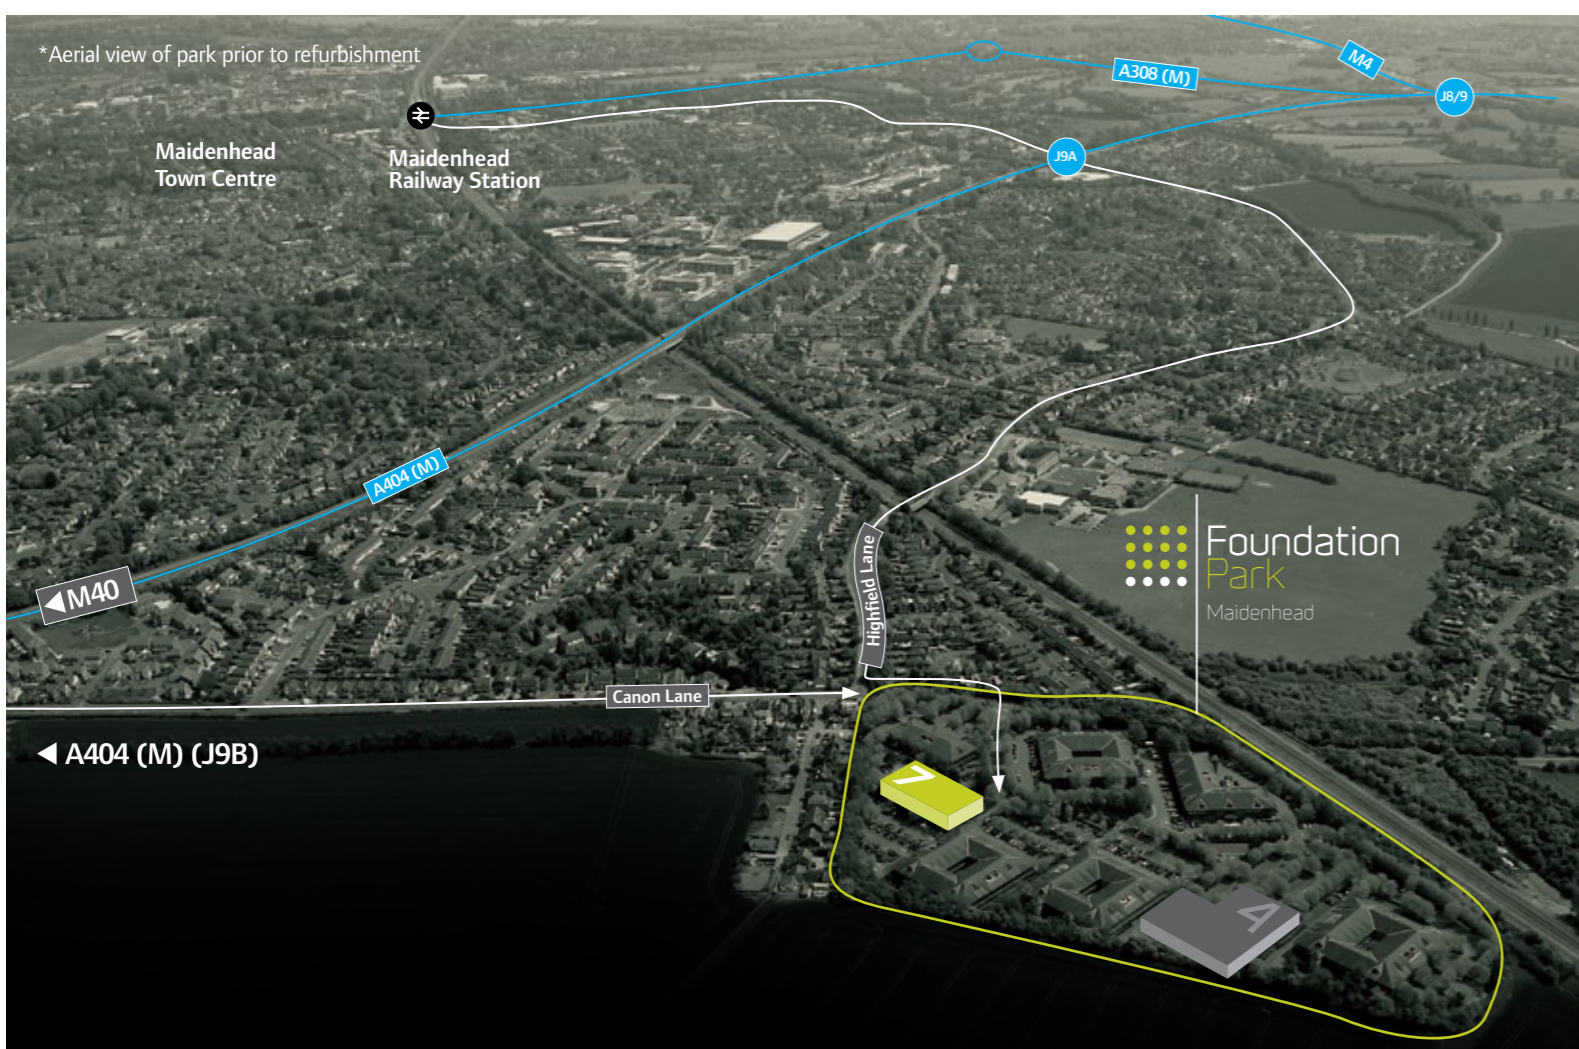 *Aerial view of park prior to refurbishment
M4
A308 (M)
J8/9
J9A
Maidenhead
Town Centre
Maidenhead
Railway Station
A404 (M)
M40
Highfield Lane
Foundation
Park
Maidenhead
Canon Lane
A404 (M) (J9B)
7
4